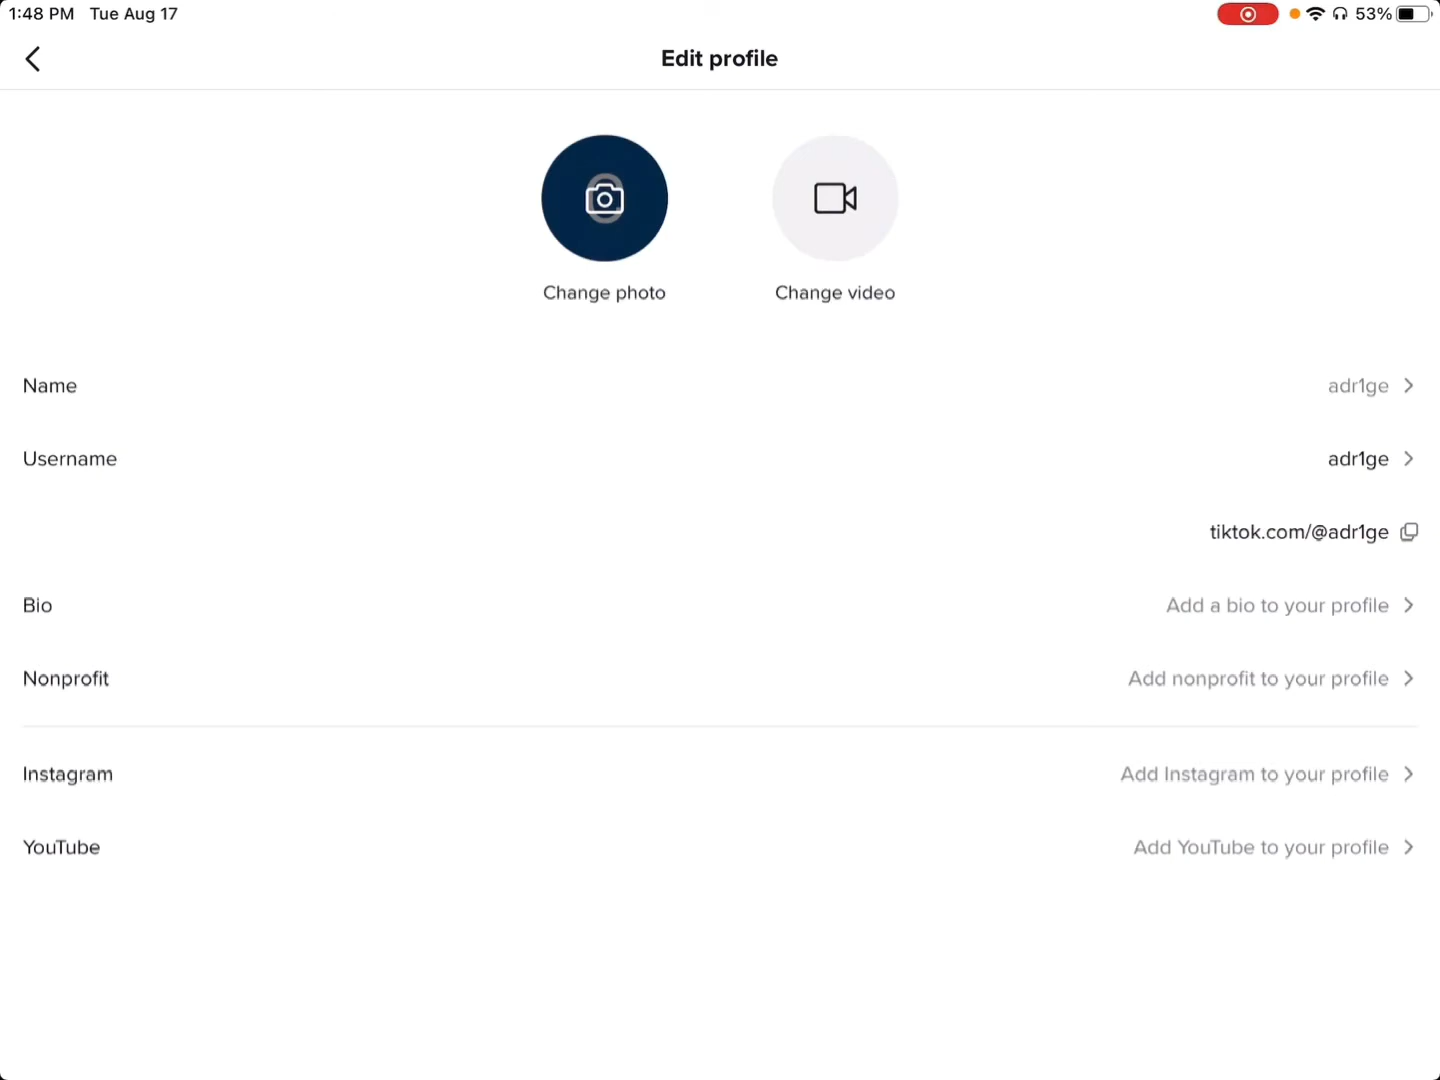 1:48 PM Tue Aug 17 53%
Edit profile
Change photo Change video
Name adr1ge
Username adr1ge
tiktok.com/@adr1ge
Bio Add a bio to your profile
Nonprofit Add nonprofit to your profile
Instagram Add Instagram to your profile
YouTube Add YouTube to your profile